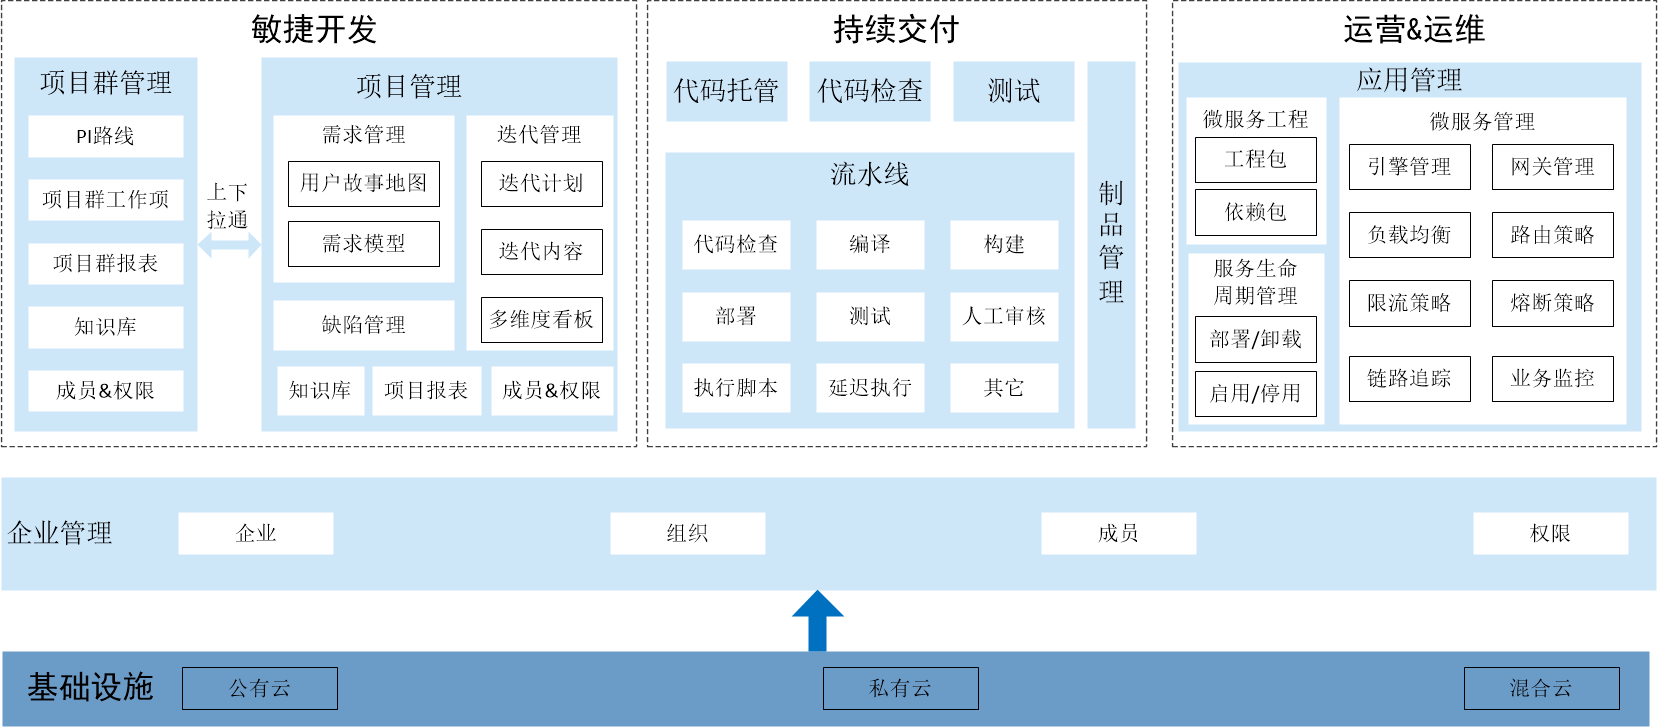 敏捷开发
项目群管理
PI路线
项目群工作项
项目群报表
知识库
成员&权限
上下
拉通
项目管理
需求管理
用户故事地图
需求模型
缺陷管理
迭代管理
迭代计划
迭代内容
多维度看板
知识库
项目报表
成员&权限
持续交付
代码托管
代码检查
测试
流水线
代码检查
编译
构建
部署
测试
人工审核
执行脚本
延迟执行
其它
制品管理
运营&运维
应用管理
微服务工程
工程包
依赖包
服务生命
周期管理
部署/卸载
启用/停用
微服务管理
引擎管理
网关管理
负载均衡
路由策略
限流策略
熔断策略
链路追踪
业务监控
企业管理
企业
组织
成员
权限
基础设施
公有云
私有云
混合云